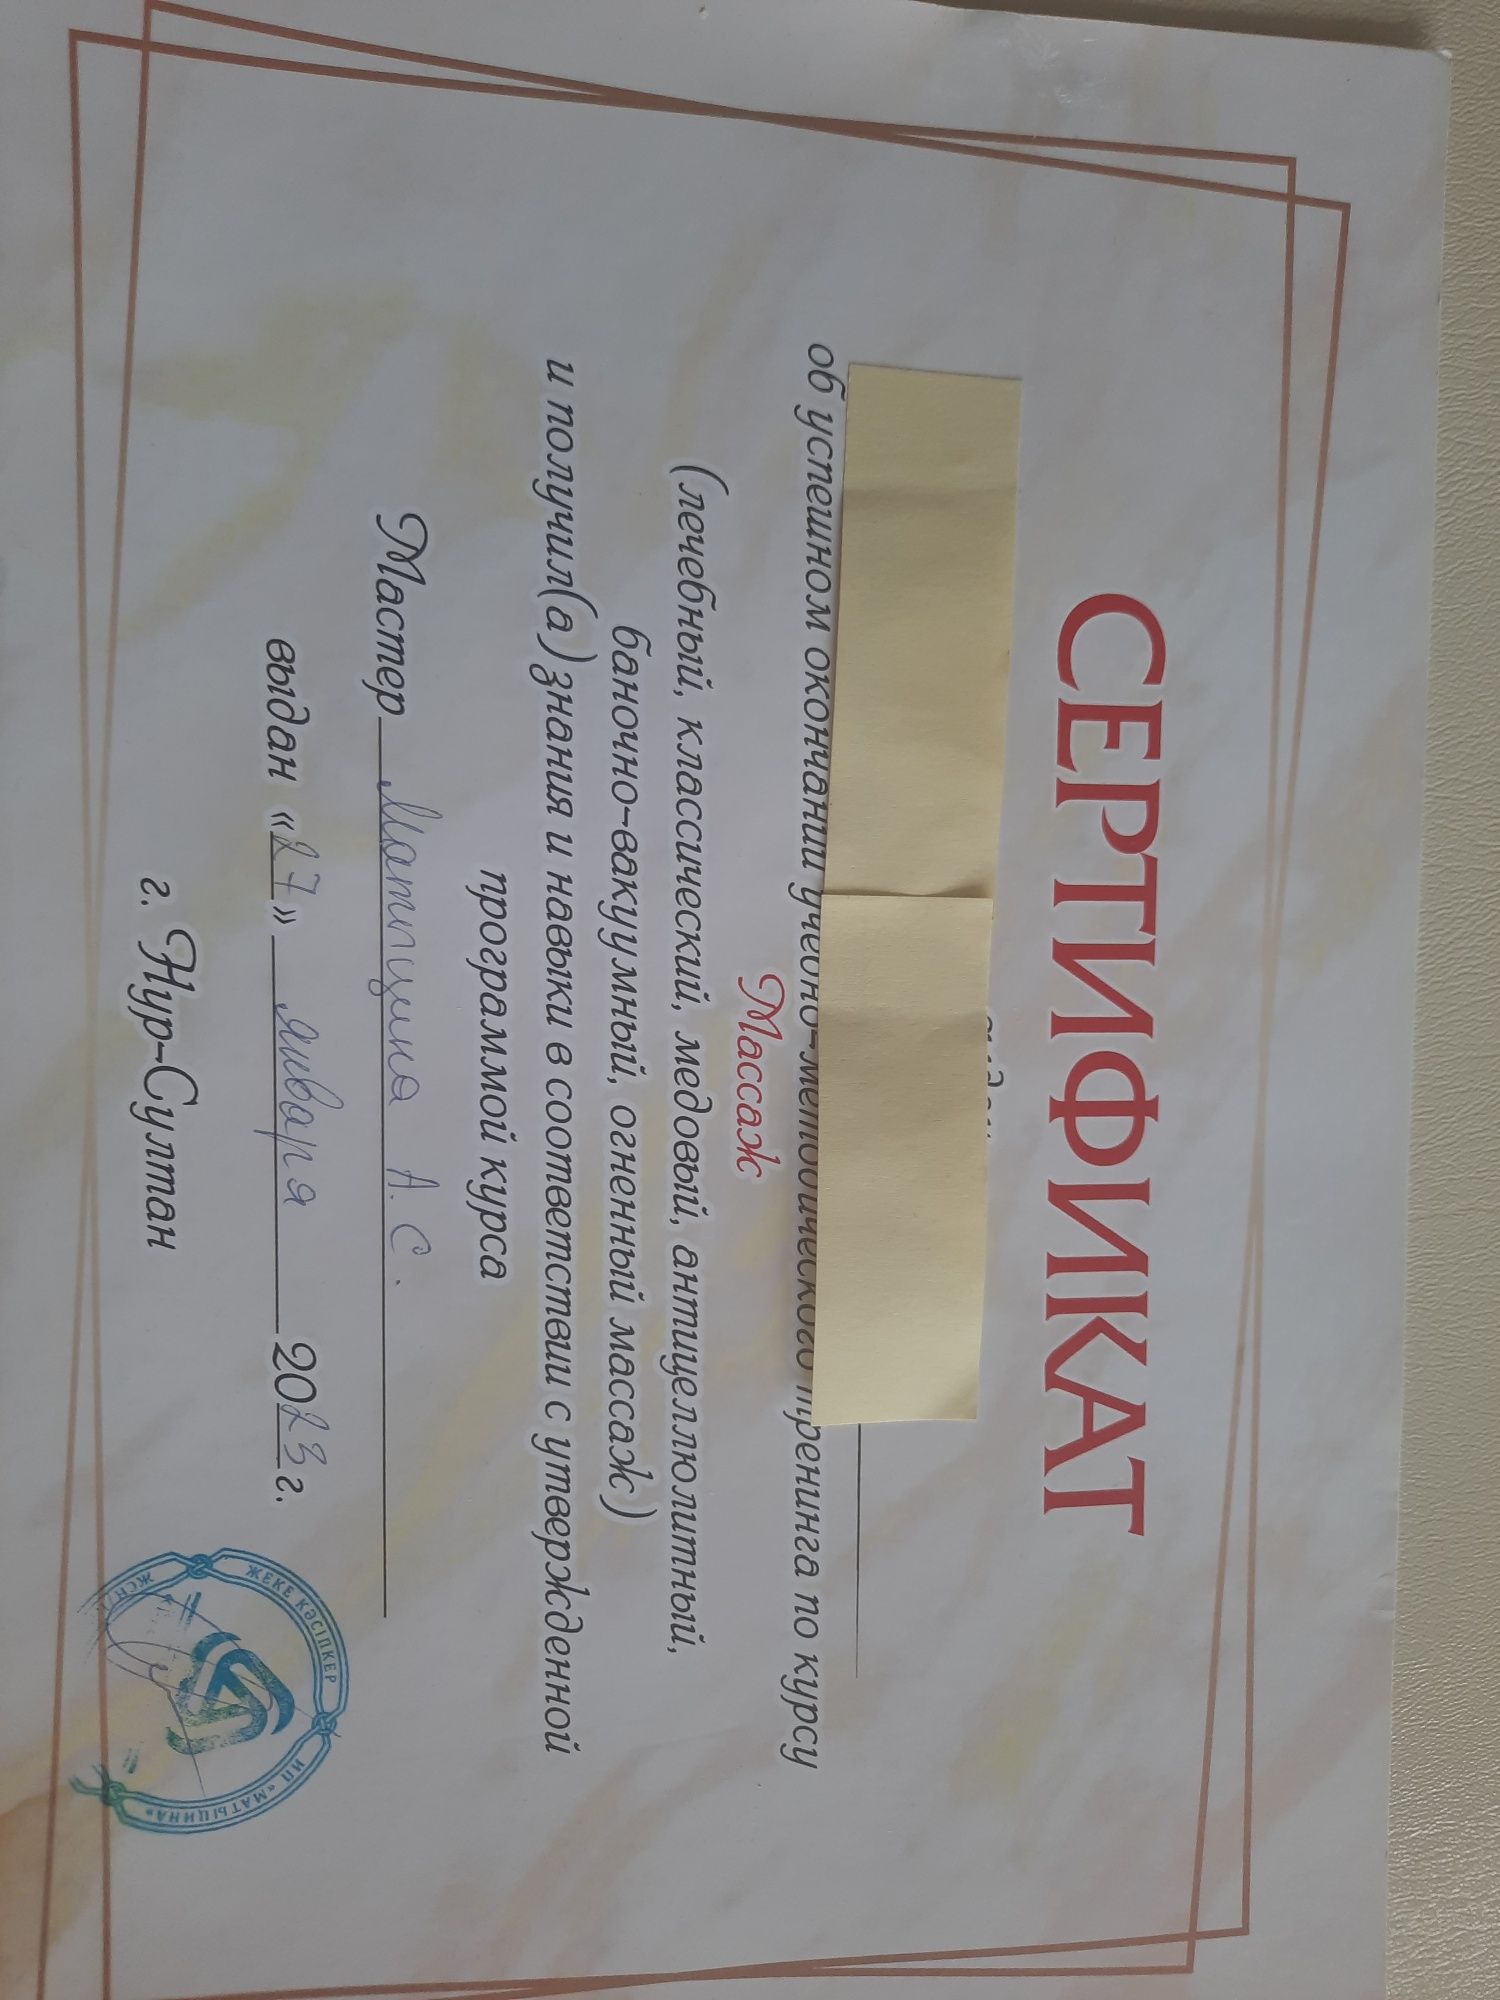 СЕРТИФИКАТ
об успешном окончании учебно-методического тренинга по курсу
Массаж
(лечебный, классический, медовый, антицеллюлитный,
баночно-вакуумный, огненный массаж)
и получил(а) знания и навыки в соответствии с утвержденной
программой курса
Мастер Матыцина А. С.
выдан «27» января 2023 г.
г. Нур-Султан
ЖЕКЕ КӘСІПКЕР
ИП «МАТЫЦИНА»